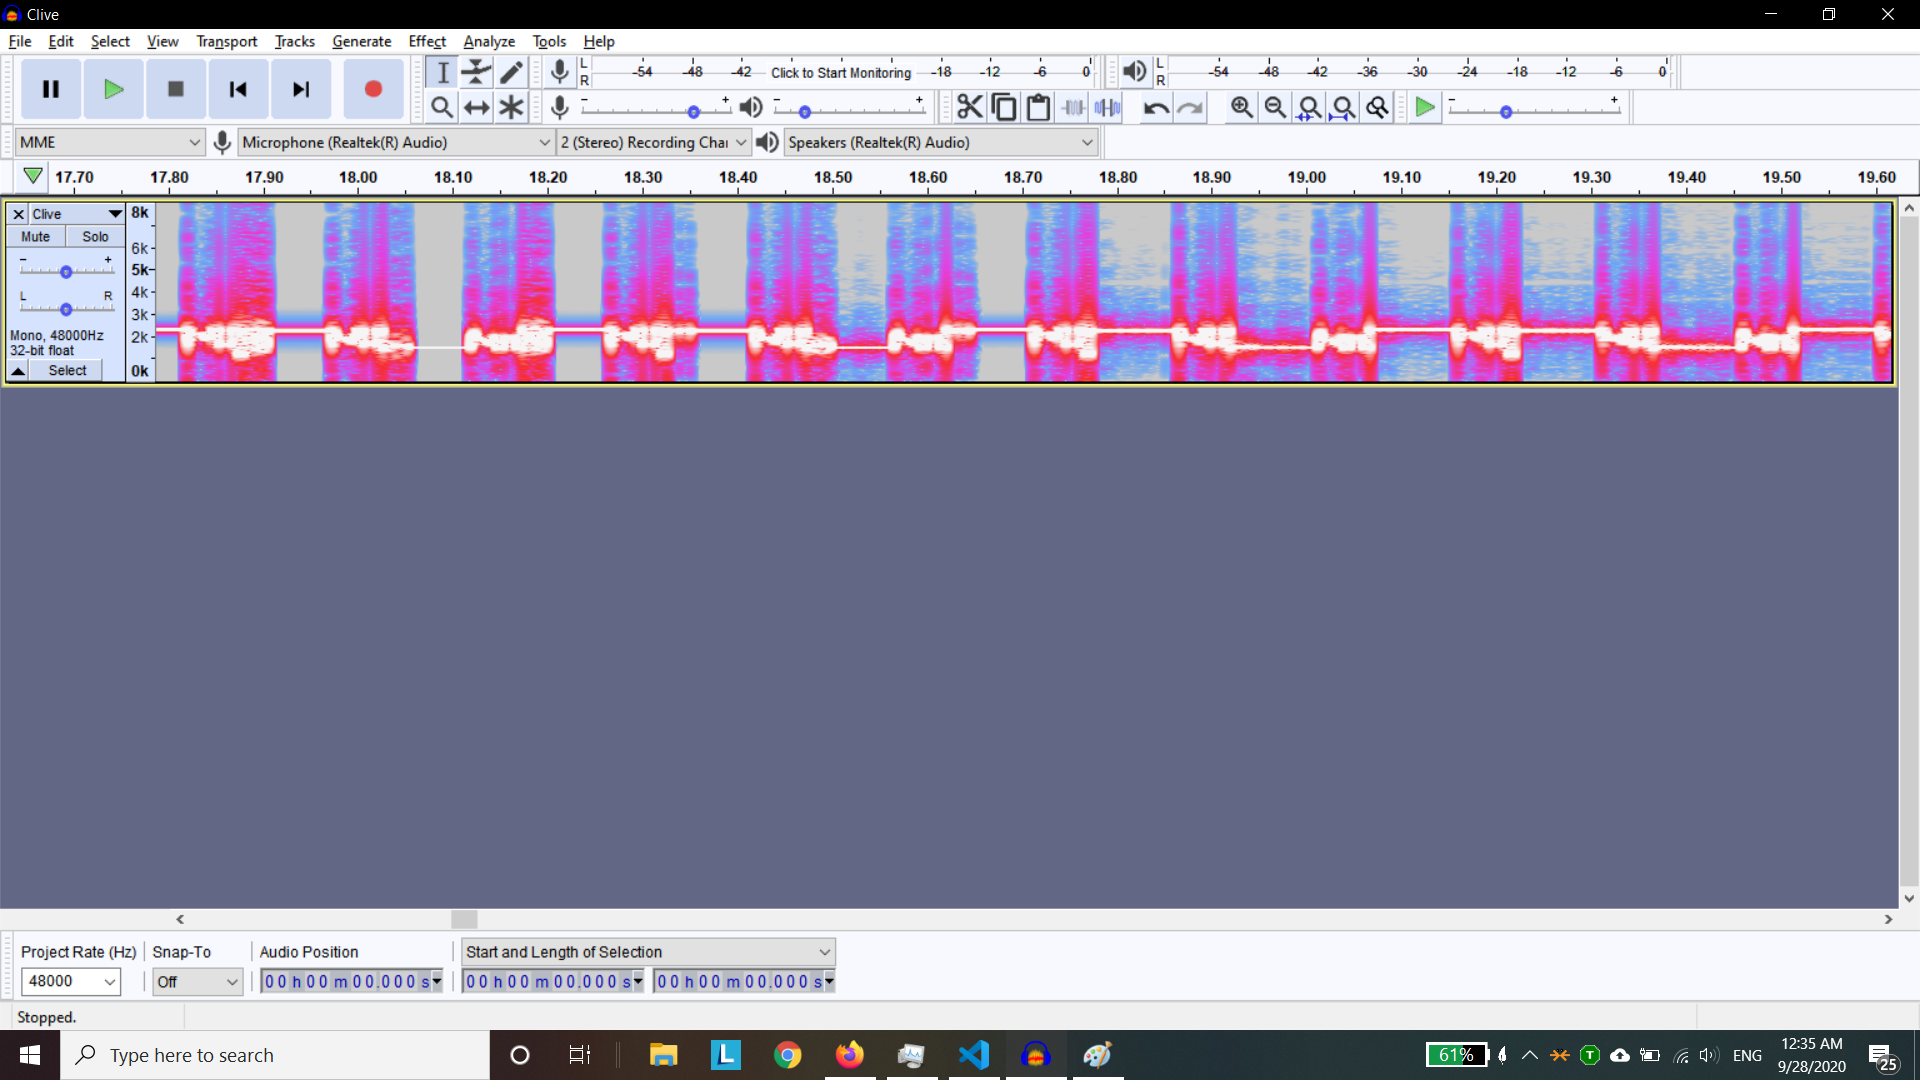 Clive
File Edit Select View Transport Tracks Generate Effect Analyze Tools Help
L R -54 -48 -42 Click to Start Monitoring -18 -12 -6 0 L R -54 -48 -42 -36 -30 -24 -18 -12 -6 0
- + - + - +
MME Microphone (Realtek(R) Audio) 2 (Stereo) Recording Chai Speakers (Realtek(R) Audio)
17.70 17.80 17.90 18.00 18.10 18.20 18.30 18.40 18.50 18.60 18.70 18.80 18.90 19.00 19.10 19.20 19.30 19.40 19.50 19.60
Clive 8k
Mute Solo
6k
- + 5k
4k
L R
3k
Mono, 48000Hz 2k
32-bit float
Select 0k
Project Rate (Hz) Snap-To Audio Position Start and Length of Selection
48000 Off 00 h 00 m 00.000 s 00 h 00 m 00.000 s 00 h 00 m 00.000 s
Stopped.
Type here to search L 61% T ENG 12:35 AM
9/28/2020 25